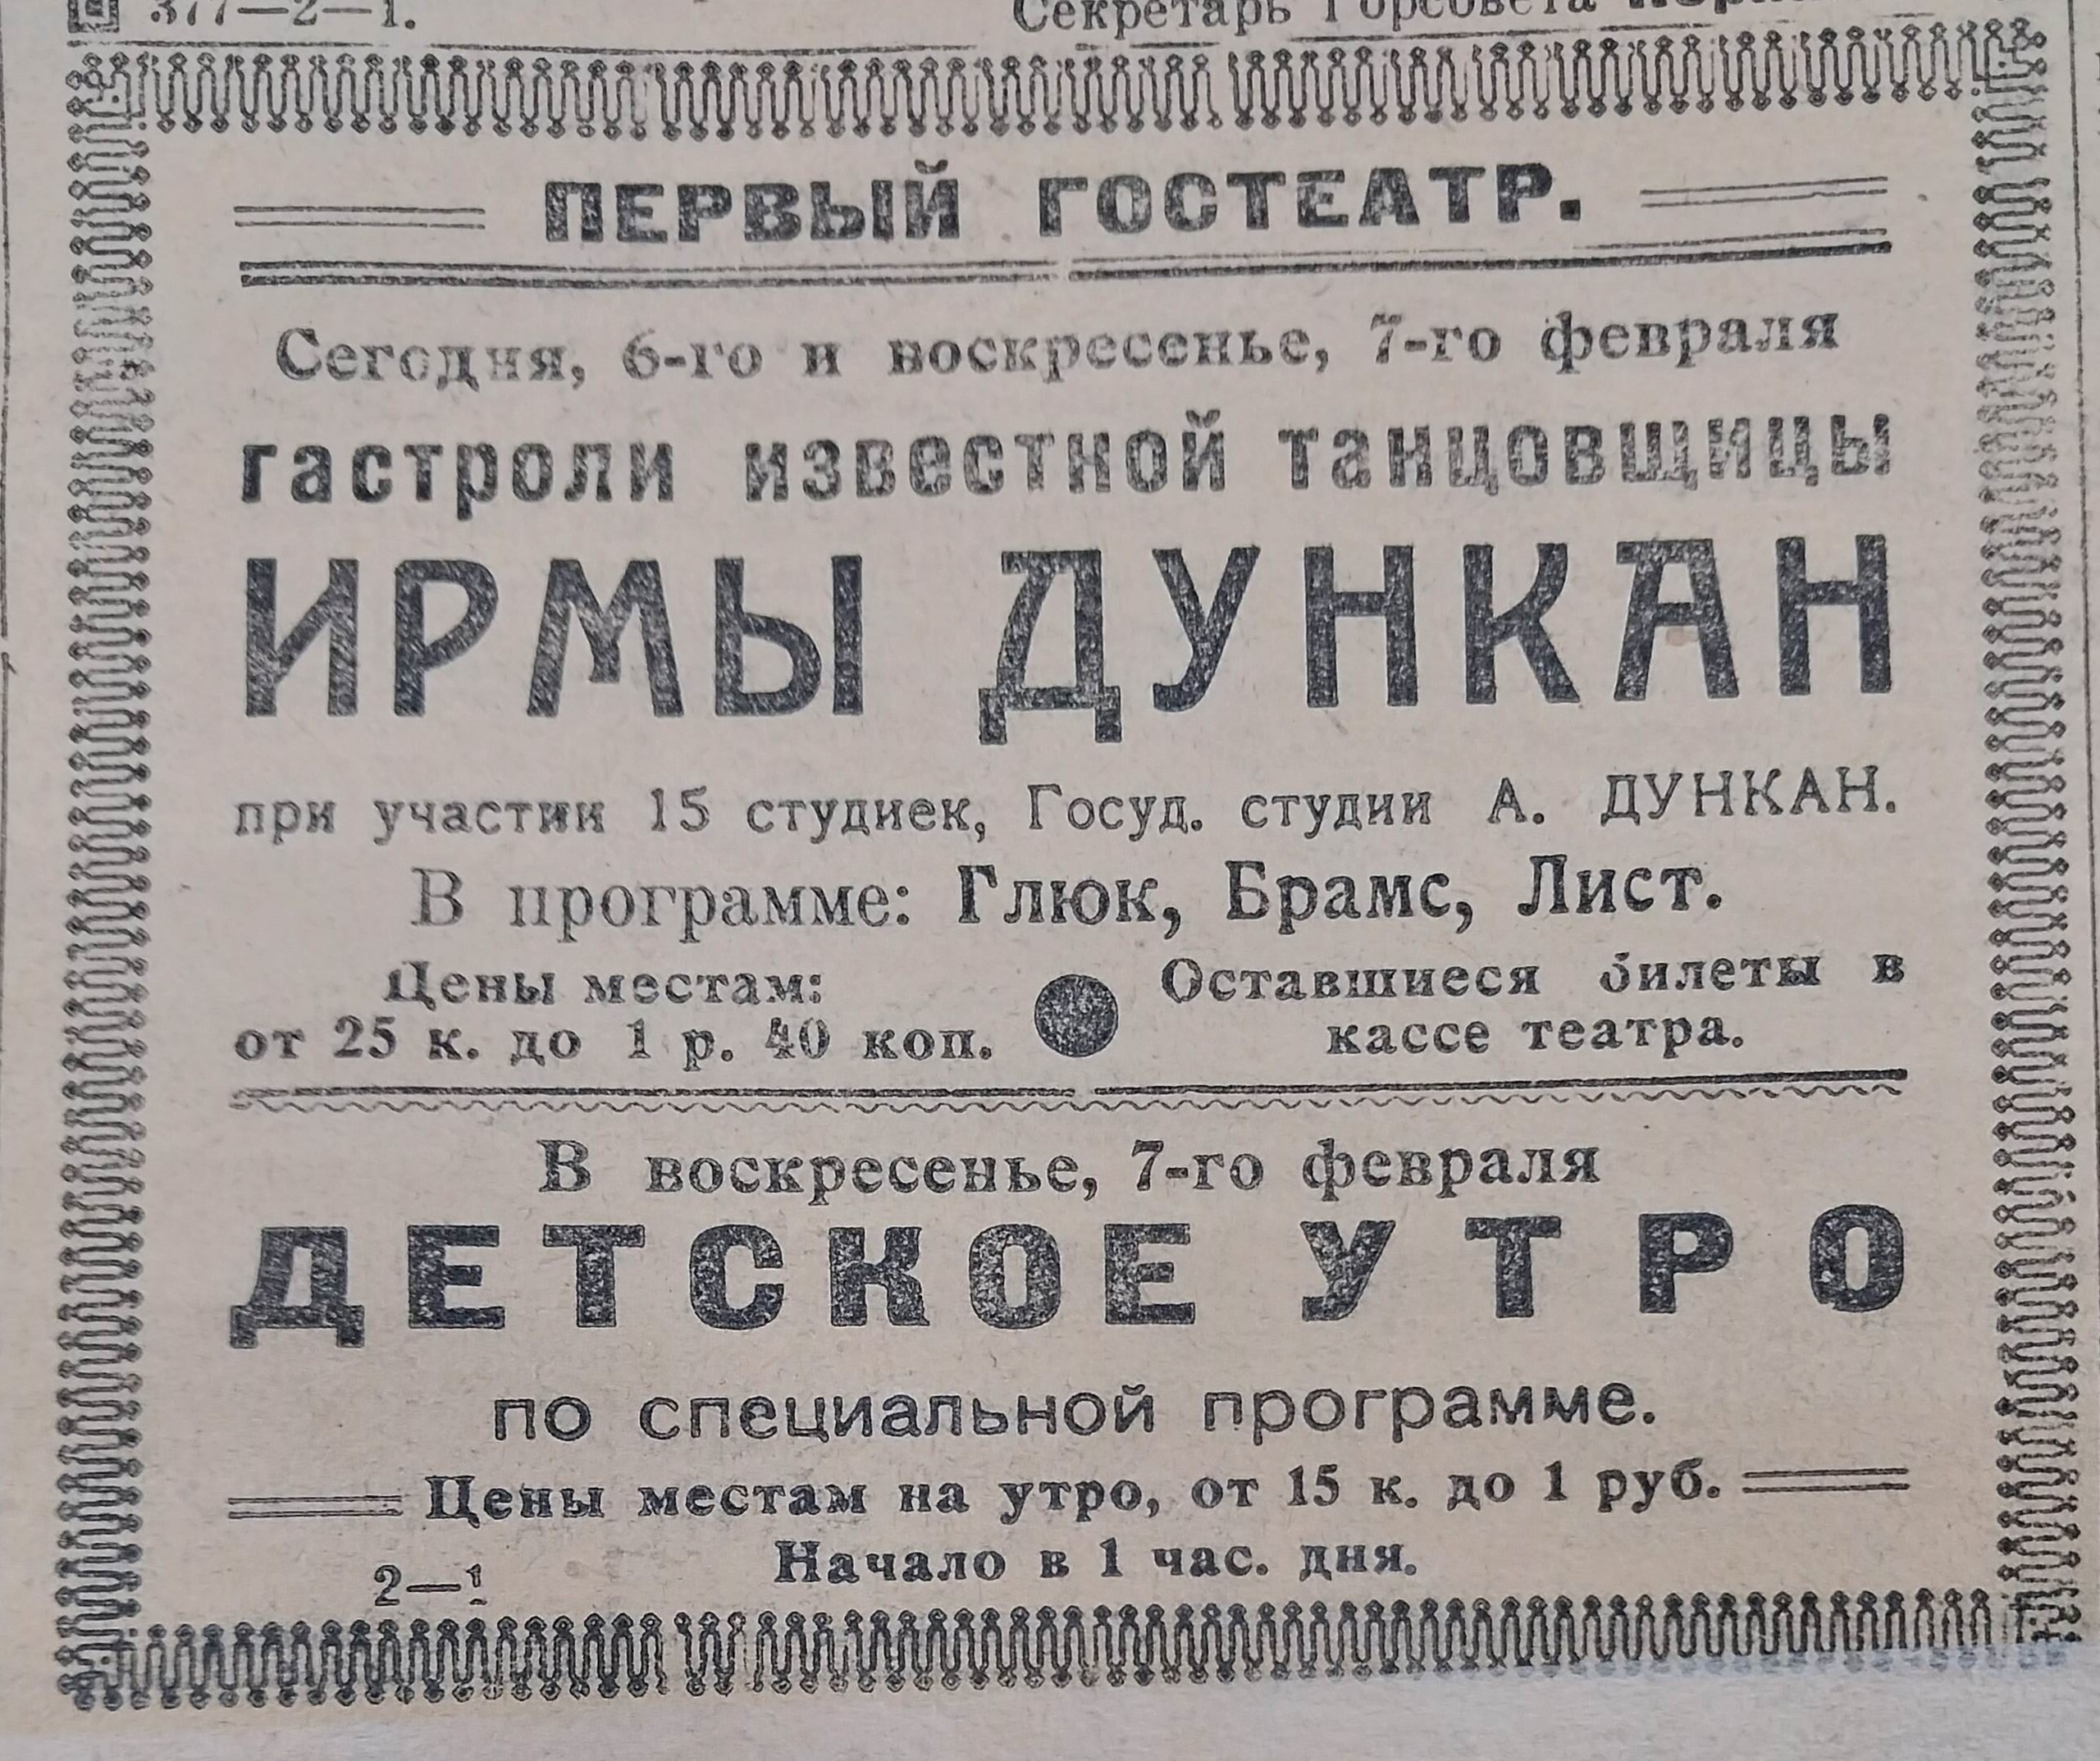 377—2—1.
Секретарь Горсовета
ПЕРВЫЙ ГОСТЕАТР.
Сегодня, 6-го и воскресенье, 7-го февраля
гастроли известной танцовщицы
ИРМЫ ДУНКАН
при участии 15 студиек, Госуд. студии А. ДУНКАН.
В программе: Глюк, Брамс, Лист.
Цены местам:
от 25 к. до 1 р. 40 коп.
Оставшиеся билеты в
кассе театра.
В воскресенье, 7-го февраля
ДЕТСКОЕ УТРО
по специальной программе.
Цены местам на утро, от 15 к. до 1 руб.
Начало в 1 час. дня.
2—1